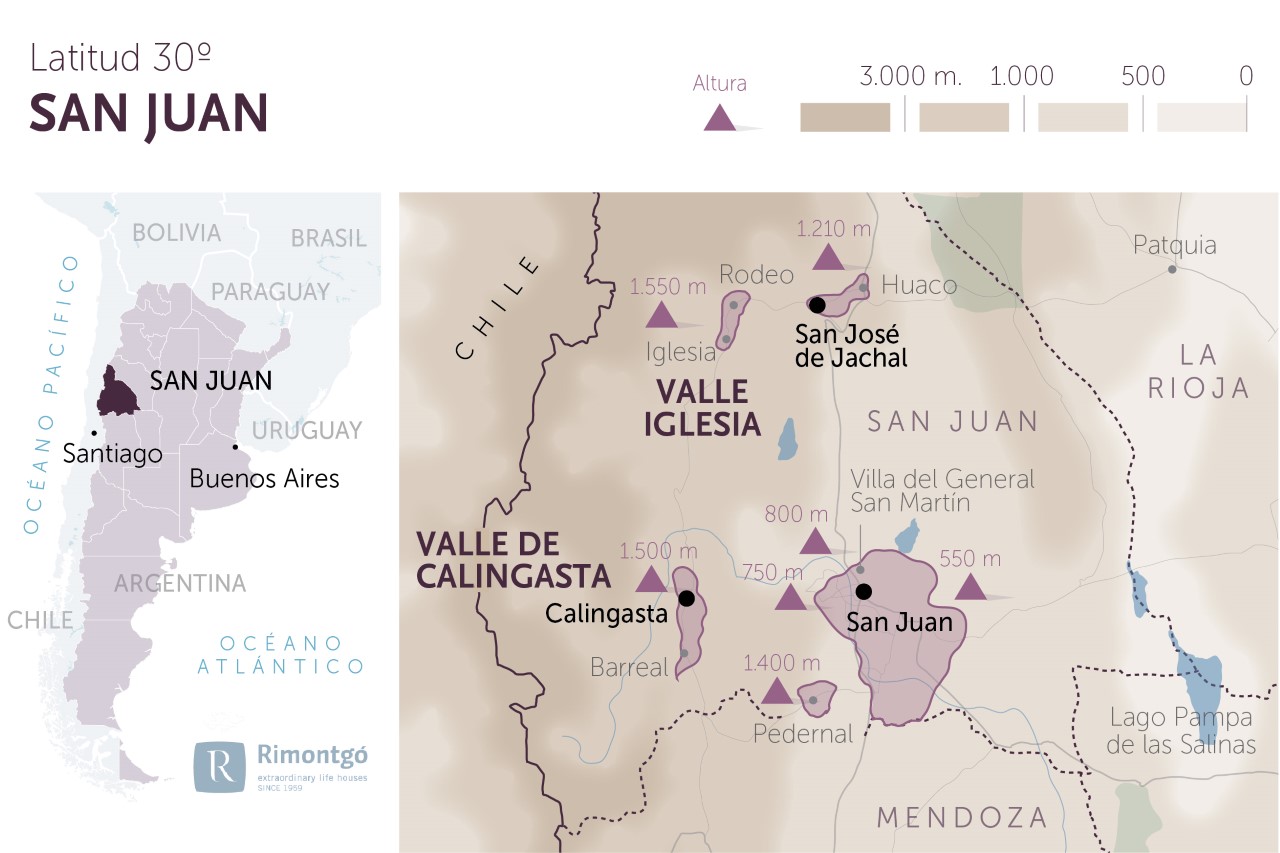 Latitud 30º
SAN JUAN
Altura
3.000 m.
1.000
500
0
BOLIVIA
BRASIL
PARAGUAY
OCÉANO PACÍFICO
SAN JUAN
URUGUAY
Santiago
Buenos Aires
ARGENTINA
CHILE
OCÉANO
ATLÁNTICO
Rimontgó
extraordinary life houses
SINCE 1959
CHILE
1.210 m
Patquia
Rodeo
1.550 m
Huaco
San José
de Jachal
Iglesia
LA
RIOJA
VALLE
IGLESIA
SAN JUAN
Villa del General
San Martín
800 m
VALLE DE
CALINGASTA
1.500 m
750 m
550 m
Calingasta
San Juan
Barreal
1.400 m
Pedernal
Lago Pampa
de las Salinas
MENDOZA